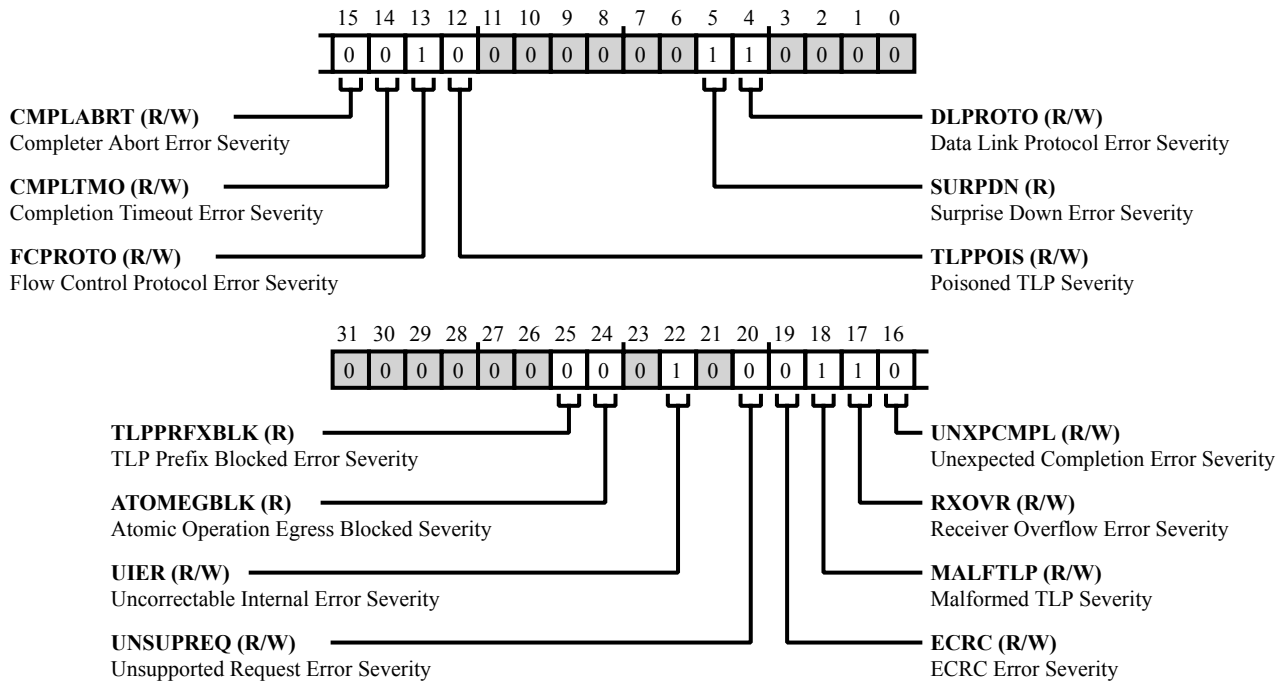 15 14 13 12 11 10 9 8 7 6 5 4 3 2 1 0
0 0 1 0 0 0 0 0 0 0 1 1 0 0 0 0
CMPLABRT (R/W)
Completer Abort Error Severity
CMPLTMO (R/W)
Completion Timeout Error Severity
FCPROTO (R/W)
Flow Control Protocol Error Severity
DLPROTO (R/W)
Data Link Protocol Error Severity
SURPDN (R)
Surprise Down Error Severity
TLPPOIS (R/W)
Poisoned TLP Severity
31 30 29 28 27 26 25 24 23 22 21 20 19 18 17 16
0 0 0 0 0 0 0 0 0 1 0 0 0 1 1 0
TLPPRFXBLK (R)
TLP Prefix Blocked Error Severity
ATOMEGBLK (R)
Atomic Operation Egress Blocked Severity
UIER (R/W)
Uncorrectable Internal Error Severity
UNSUPREQ (R/W)
Unsupported Request Error Severity
UNXPCMPL (R/W)
Unexpected Completion Error Severity
RXOVR (R/W)
Receiver Overflow Error Severity
MALFTLP (R/W)
Malformed TLP Severity
ECRC (R/W)
ECRC Error Severity